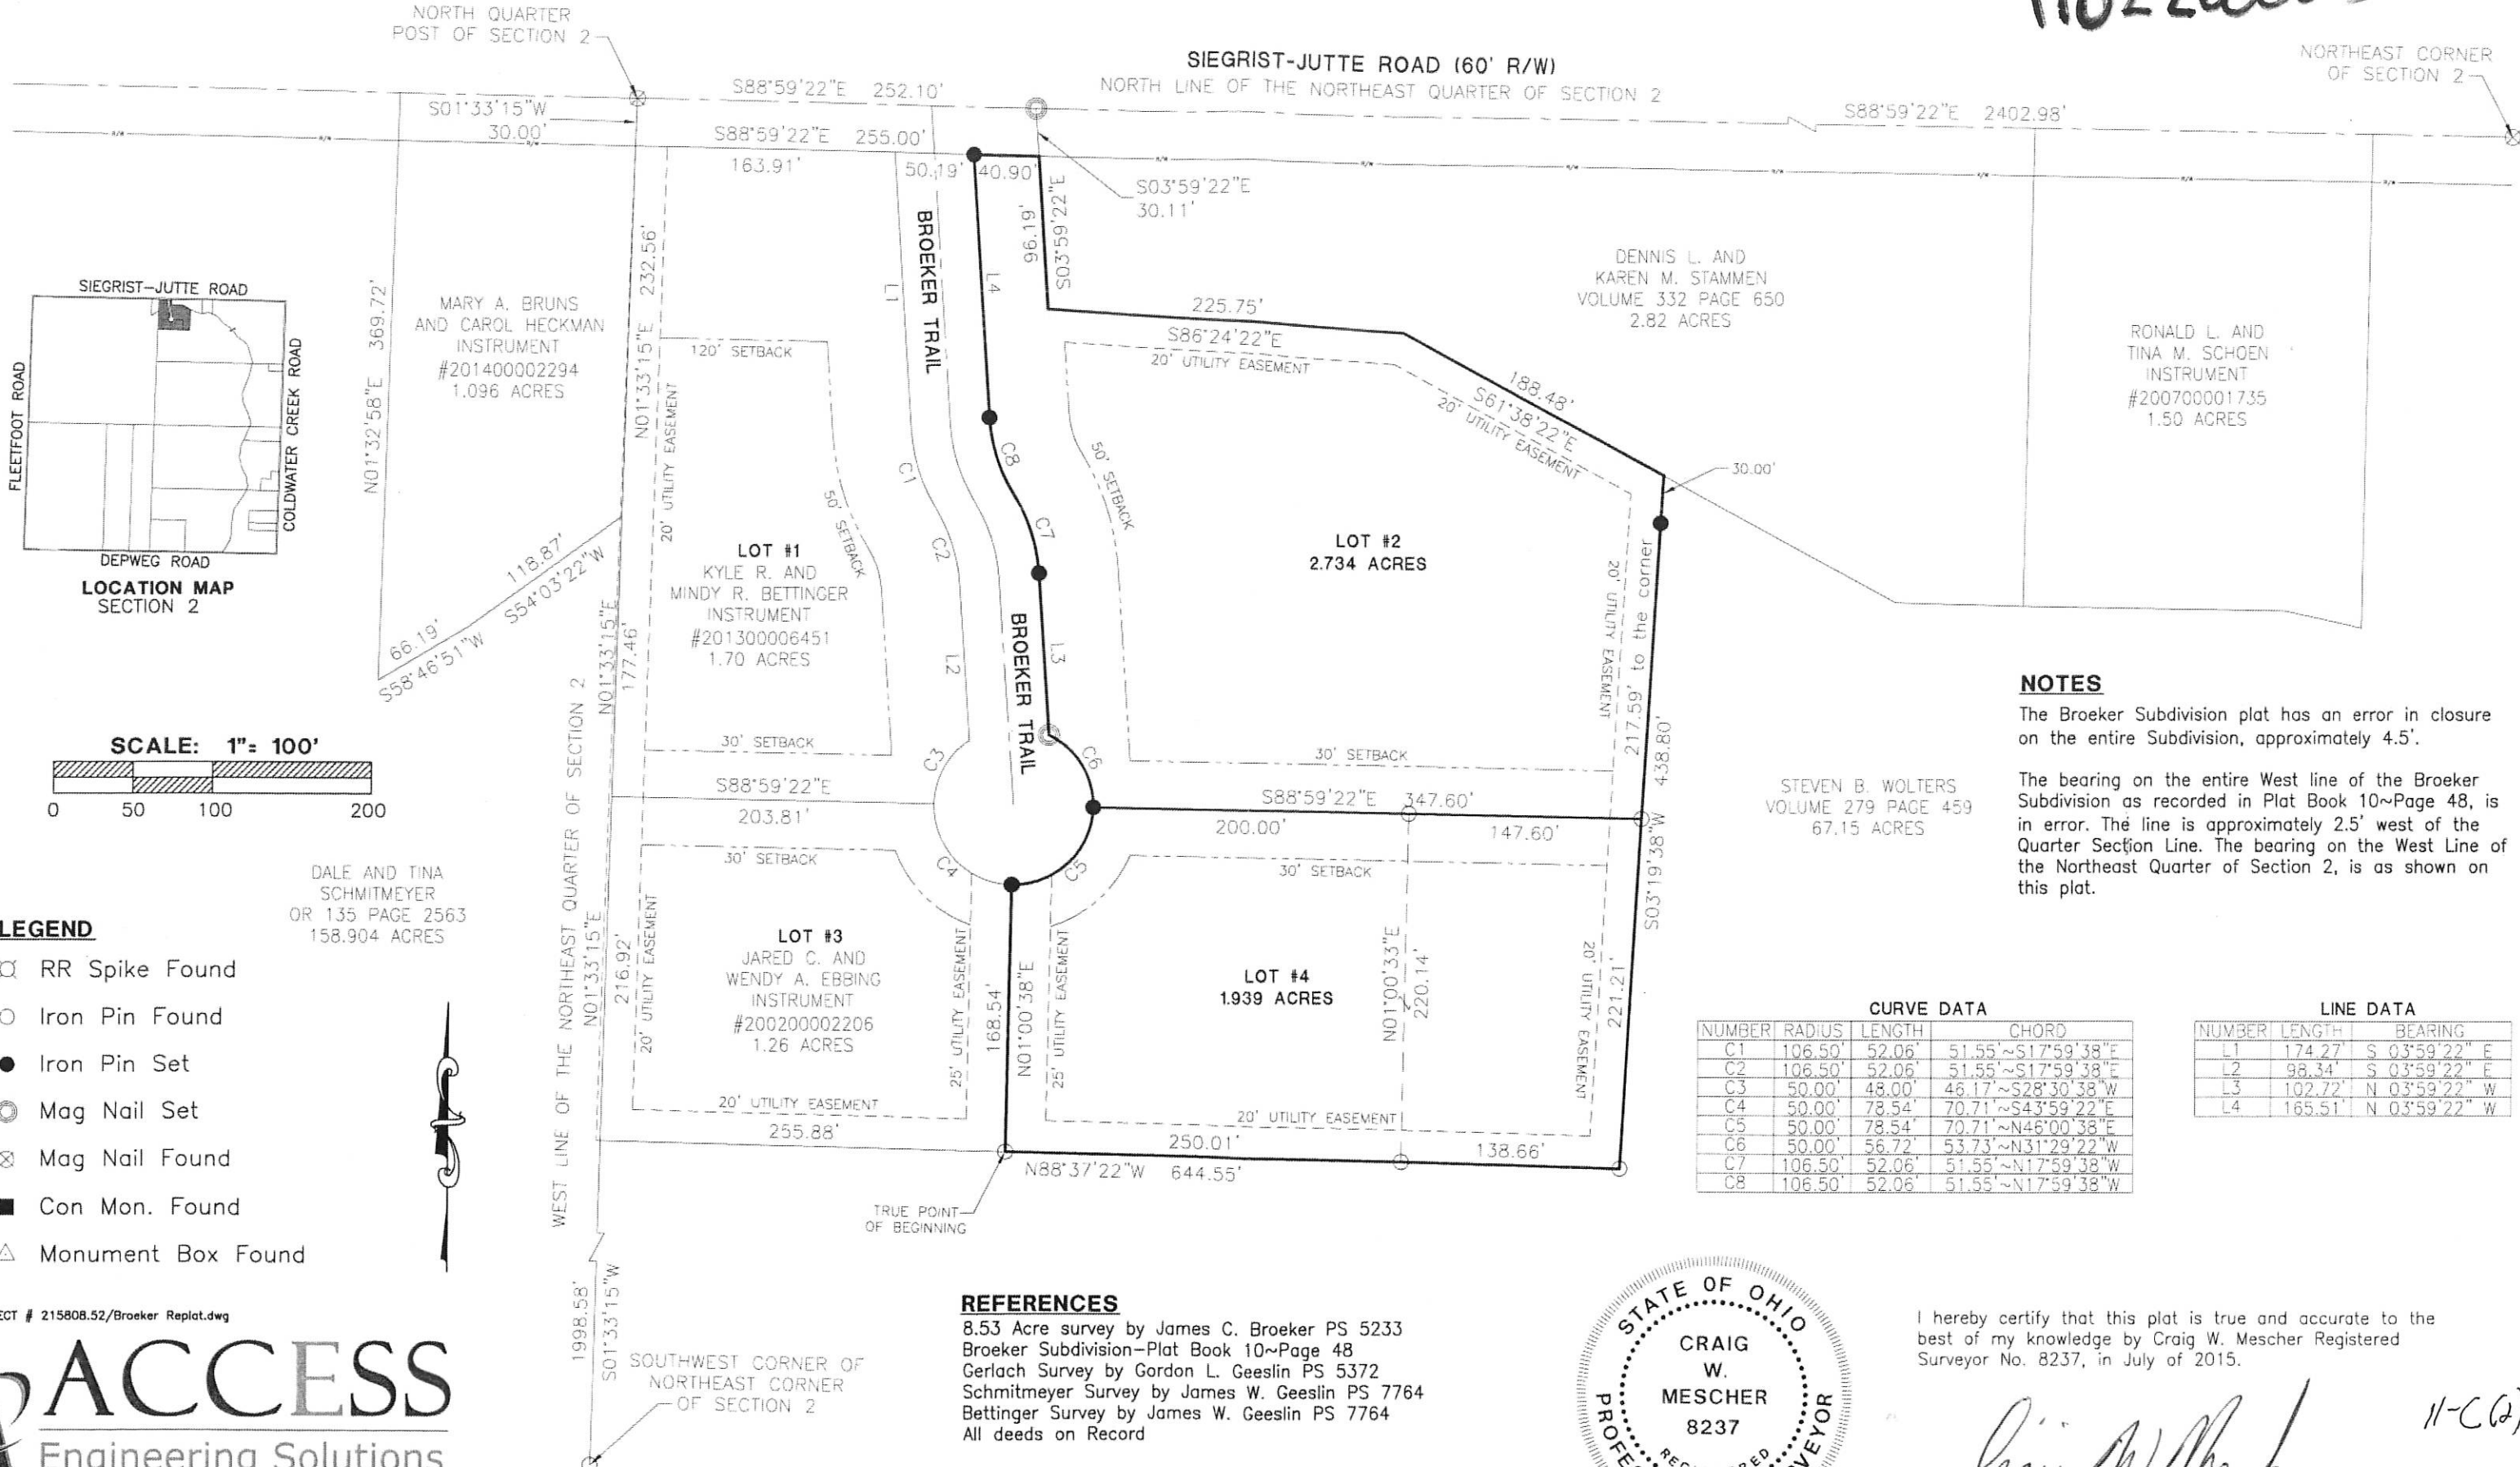 NORTH QUARTER
POST OF SECTION 2
SIEGRIST-JUTTE ROAD (60' R/W)
NORTH LINE OF THE NORTHEAST QUARTER OF SECTION 2
NORTHEAST CORNER
OF SECTION 2
S01°33'15"W
30.00'
S88°59'22"E 252.10'
S88°59'22"E 2402.98'
S88°59'22"E 255.00'
163.91'
50.19'
40.90'
S03°59'22"E
30.11'
96.19'
S03°59'22"E
SIEGRIST-JUTTE ROAD
FLEETFOOT ROAD
COLDWATER CREEK ROAD
DEPWEG ROAD
LOCATION MAP
SECTION 2
N01°32'58"E 369.72'
MARY A. BRUNS
AND CAROL HECKMAN
INSTRUMENT
#201400002294
1.096 ACRES
N01°33'15"E 232.56'
20' UTILITY EASEMENT
120' SETBACK
50' SETBACK
L1
BROEKER TRAIL
L4
C1
C8
C2
C7
L2
L3
BROEKER TRAIL
225.75'
S86°24'22"E
20' UTILITY EASEMENT
188.48'
S61°38'22"E
20' UTILITY EASEMENT
50' SETBACK
30.00'
DENNIS L. AND
KAREN M. STAMMEN
VOLUME 332 PAGE 650
2.82 ACRES
RONALD L. AND
TINA M. SCHOEN
INSTRUMENT
#200700001735
1.50 ACRES
118.87'
S54°03'22"W
66.19'
S58°46'51"W
N01°33'15"E
177.46'
LOT #1
KYLE R. AND
MINDY R. BETTINGER
INSTRUMENT
#201300006451
1.70 ACRES
LOT #2
2.734 ACRES
20' UTILITY EASEMENT
217.59' to the corner
438.80'
S03°19'38"W
30' SETBACK
30' SETBACK
C3
C6
S88°59'22"E
203.81'
S88°59'22"E 347.60'
200.00'
147.60'
30' SETBACK
30' SETBACK
C4
C5
STEVEN B. WOLTERS
VOLUME 279 PAGE 459
67.15 ACRES
NOTES
The Broeker Subdivision plat has an error in closure
on the entire Subdivision, approximately 4.5'.
The bearing on the entire West line of the Broeker
Subdivision as recorded in Plat Book 10~Page 48, is
in error. The line is approximately 2.5' west of the
Quarter Section Line. The bearing on the West Line of
the Northeast Quarter of Section 2, is as shown on
this plat.
SCALE: 1"= 100'
0 50 100 200
DALE AND TINA
SCHMITMEYER
OR 135 PAGE 2563
158.904 ACRES
WEST LINE OF THE NORTHEAST QUARTER OF SECTION 2
N01°33'15"E
216.92'
20' UTILITY EASEMENT
LOT #3
JARED C. AND
WENDY A. EBBING
INSTRUMENT
#200200002206
1.26 ACRES
25' UTILITY EASEMENT
168.54'
N01°00'38"E
25' UTILITY EASEMENT
LOT #4
1.939 ACRES
N01°00'33"E
220.14'
20' UTILITY EASEMENT
221.21'
20' UTILITY EASEMENT
20' UTILITY EASEMENT
255.88'
250.01'
138.66'
N88°37'22"W 644.55'
TRUE POINT
OF BEGINNING
LEGEND
RR Spike Found
Iron Pin Found
Iron Pin Set
Mag Nail Set
Mag Nail Found
Con Mon. Found
Monument Box Found
CURVE DATA
NUMBER RADIUS LENGTH CHORD
C1 106.50' 52.06' 51.55'~S17°59'38"E
C2 106.50' 52.06' 51.55'~S17°59'38"E
C3 50.00' 48.00' 46.17'~S28°30'38"W
C4 50.00' 78.54' 70.71'~S43°59'22"E
C5 50.00' 78.54' 70.71'~N46°00'38"E
C6 50.00' 56.72' 53.73'~N31°29'22"W
C7 106.50' 52.06' 51.55'~N17°59'38"W
C8 106.50' 52.06' 51.55'~N17°59'38"W
LINE DATA
NUMBER LENGTH BEARING
L1 174.27' S 03°59'22" E
L2 98.34' S 03°59'22" E
L3 102.72' N 03°59'22" W
L4 165.51' N 03°59'22" W
1998.58'
S01°33'15"W
SOUTHWEST CORNER OF
NORTHEAST CORNER
OF SECTION 2
ECT # 215808.52/Broeker Replat.dwg
ACCESS
Engineering Solutions
REFERENCES
8.53 Acre survey by James C. Broeker PS 5233
Broeker Subdivision-Plat Book 10~Page 48
Gerlach Survey by Gordon L. Geeslin PS 5372
Schmitmeyer Survey by James W. Geeslin PS 7764
Bettinger Survey by James W. Geeslin PS 7764
All deeds on Record
STATE OF OHIO
CRAIG
W.
MESCHER
8237
I hereby certify that this plat is true and accurate to the
best of my knowledge by Craig W. Mescher Registered
Surveyor No. 8237, in July of 2015.